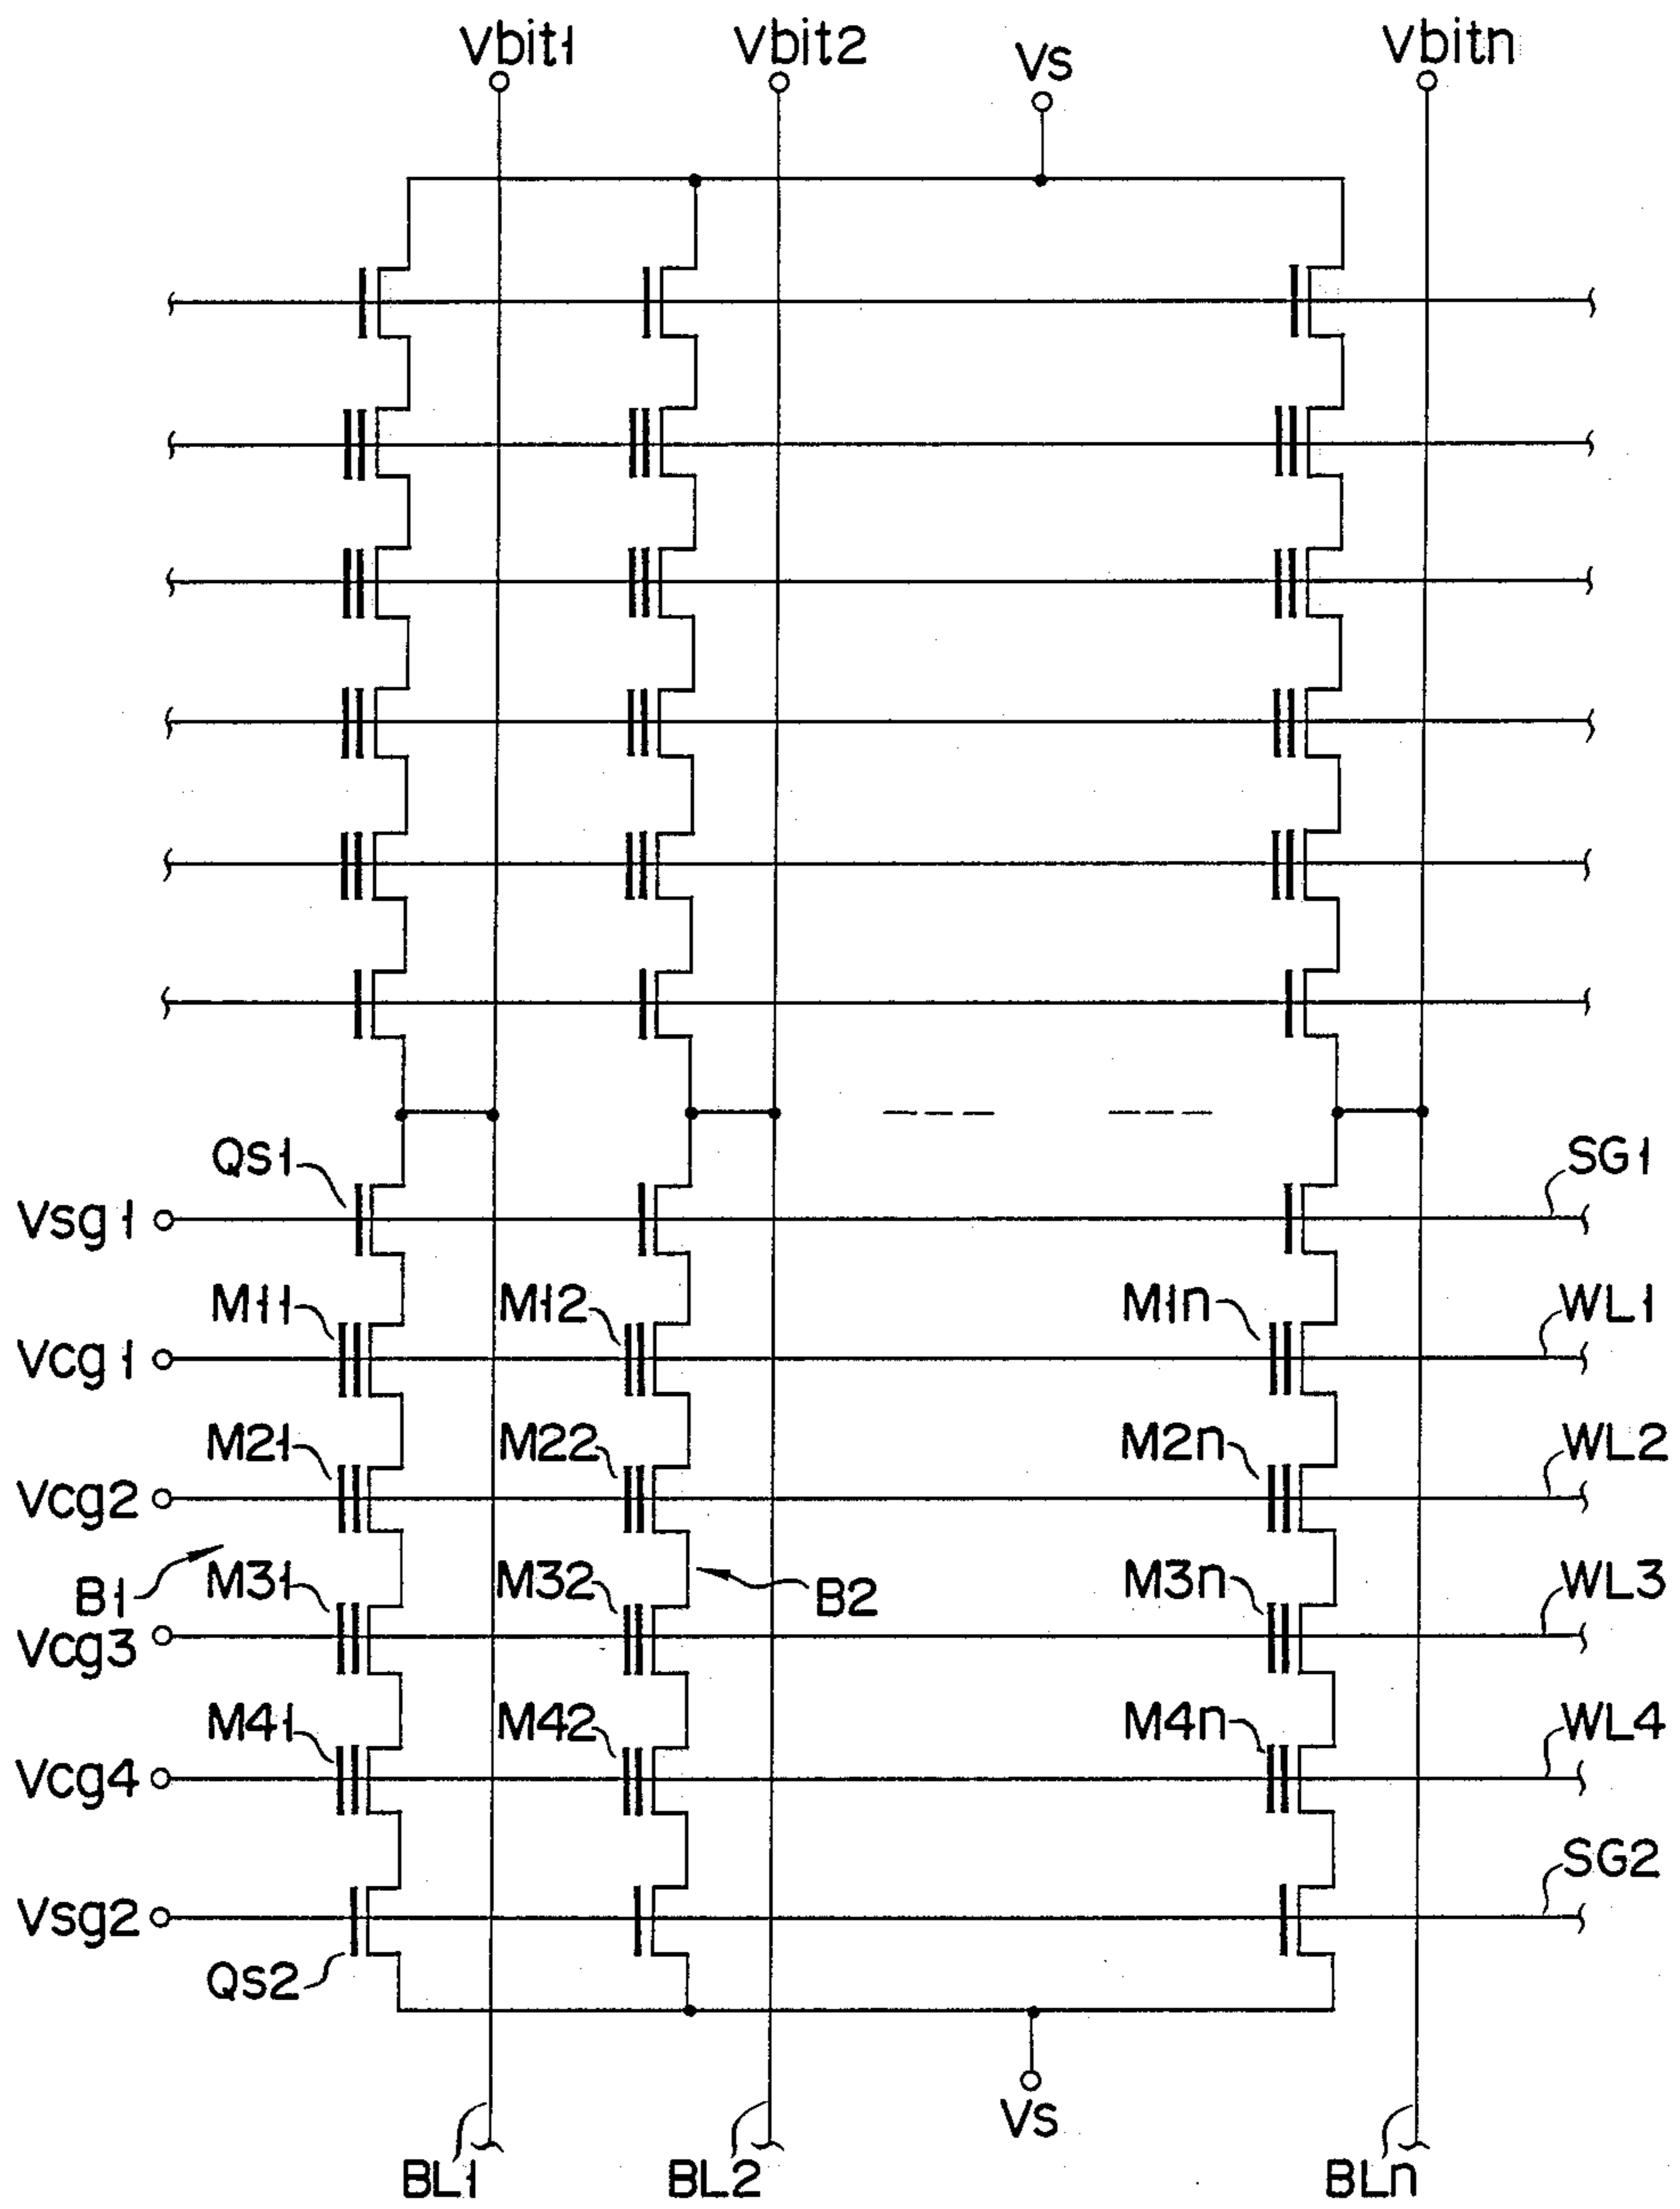 Vbit1 Vbit2 Vs Vbitn
QS1 SG1
Vsg1
M11 M12 M1n WL1
Vcg1
M21 M22 M2n WL2
Vcg2
B1 M31 M32 B2 M3n WL3
Vcg3
M41 M42 M4n WL4
Vcg4
SG2
Vsg2
QS2
Vs
BL1 BL2 BLn